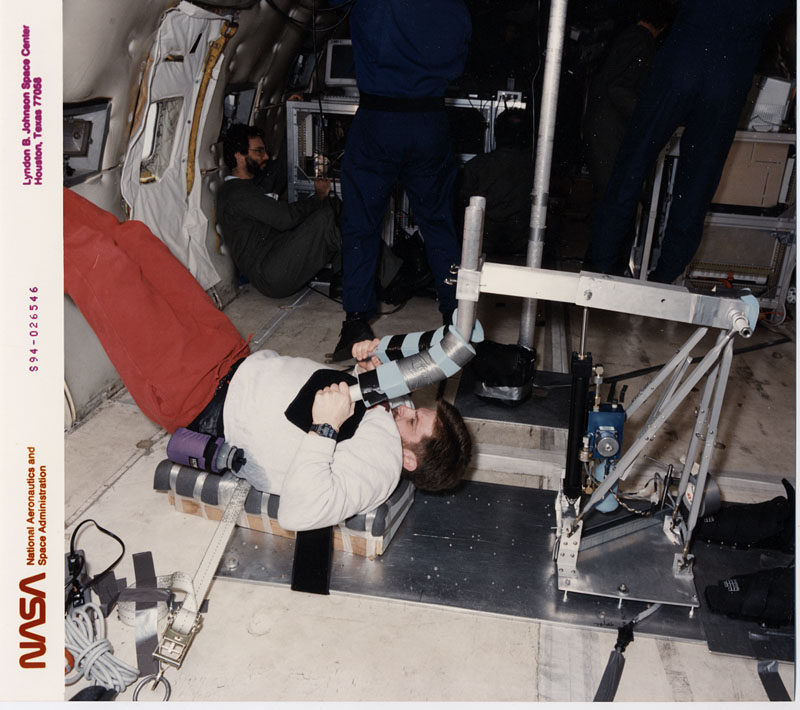 Lyndon B. Johnson Space Center
Houston, Texas 77058
S94-026546
NASA
National Aeronautics and
Space Administration